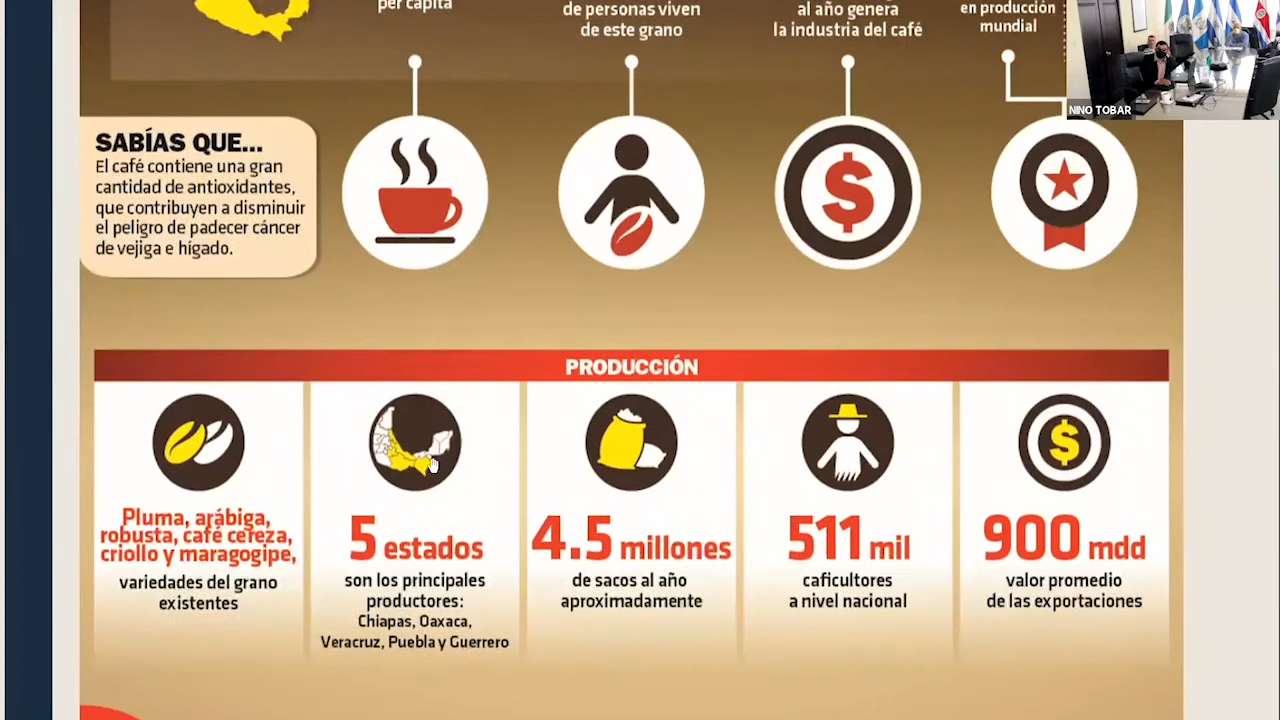 per cápita
de personas viven
de este grano
al año genera
la industria del café
en producción
mundial
NINO TOBAR
SABÍAS QUE...
El café contiene una gran
cantidad de antioxidantes,
que contribuyen a disminuir
el peligro de padecer cáncer
de vejiga e hígado.
PRODUCCIÓN
Pluma, arábiga,
robusta, café cereza,
criollo y maragogipe,
variedades del grano
existentes
5 estados
son los principales
productores:
Chiapas, Oaxaca,
Veracruz, Puebla y Guerrero
4.5 millones
de sacos al año
aproximadamente
511 mil
caficultores
a nivel nacional
900 mdd
valor promedio
de las exportaciones